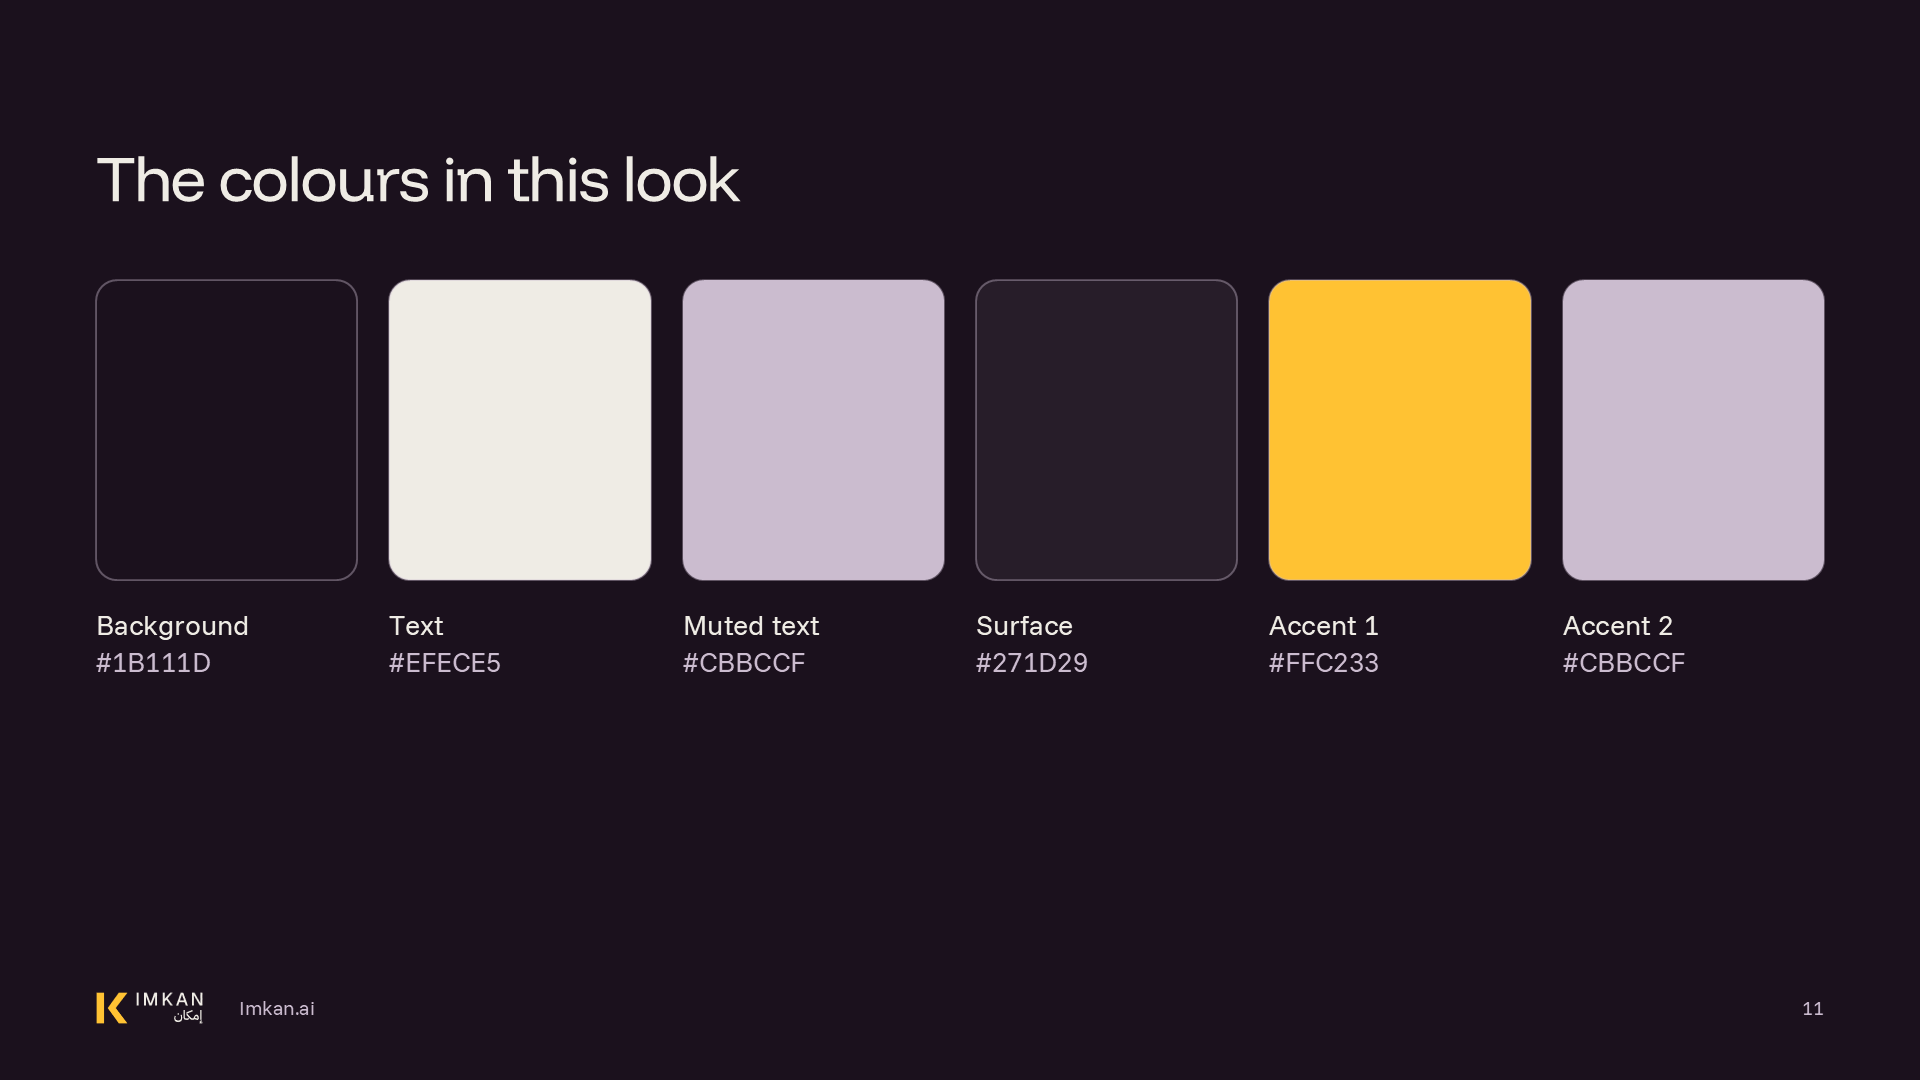 The colours in this look
Background
#1B111D
Text
#EFECE5
Muted text
#CBBCCF
Surface
#271D29
Accent 1
#FFC233
Accent 2
#CBBCCF
IMKAN
إمكان
Imkan.ai
11